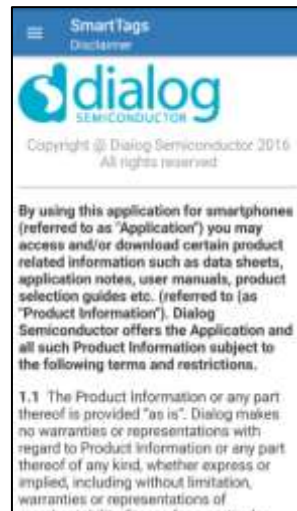 SmartTags
Disclaimer
dialog
SEMICONDUCTOR
Copyright @ Dialog Semiconductor 2016
All rights reserved
By using this application for smartphones
(referred to as "Application") you may
access and/or download certain product
related information such as data sheets,
application notes, user manuals, product
selection guides etc. (referred to (as
"Product Information"). Dialog
Semiconductor offers the Application and
all such Product Information subject to
the following terms and restrictions.
1.1 The Product Information or any part
thereof is provided "as is". Dialog makes
no warranties or representations with
regard to Product Information or any part
thereof of any kind, whether express or
implied, including without limitation,
warranties or representations of